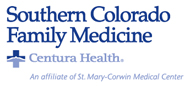 Southern Colorado
Family Medicine
Centura Health®
An affiliate of St. Mary-Corwin Medical Center